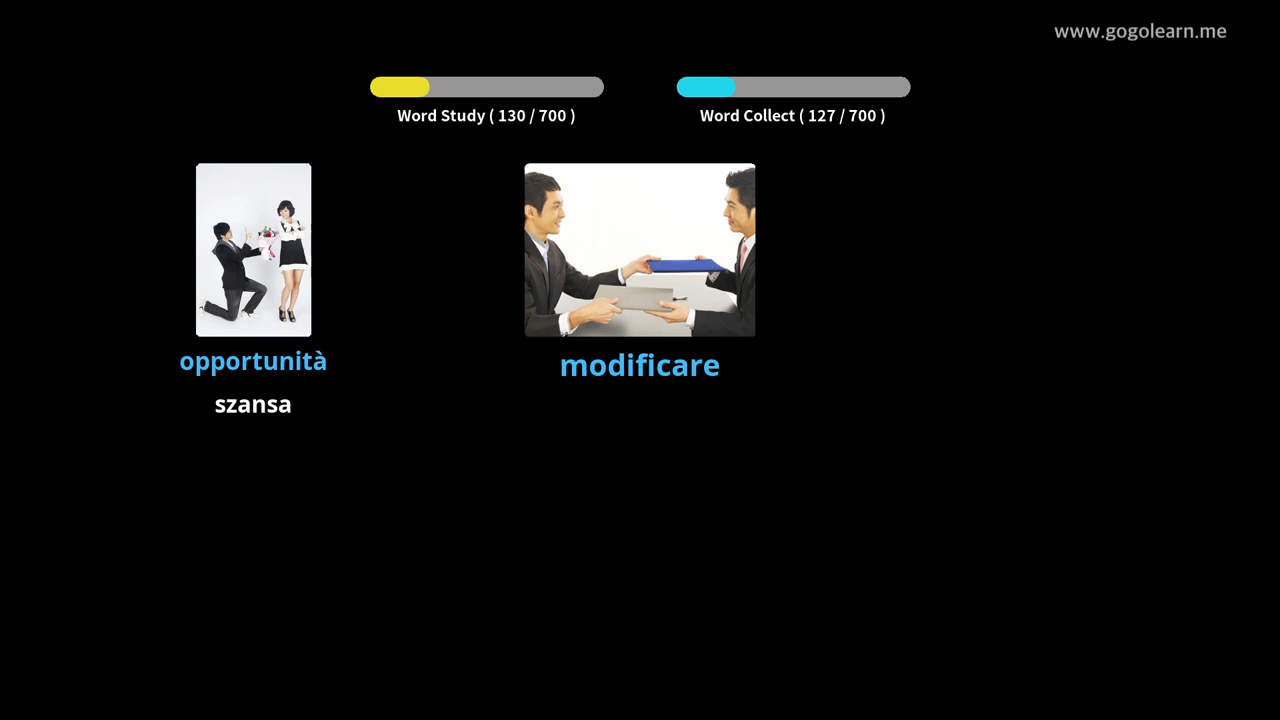 www.gogolearn.me
Word Study ( 130 / 700 )
Word Collect ( 127 / 700 )
opportunità
szansa
modificare